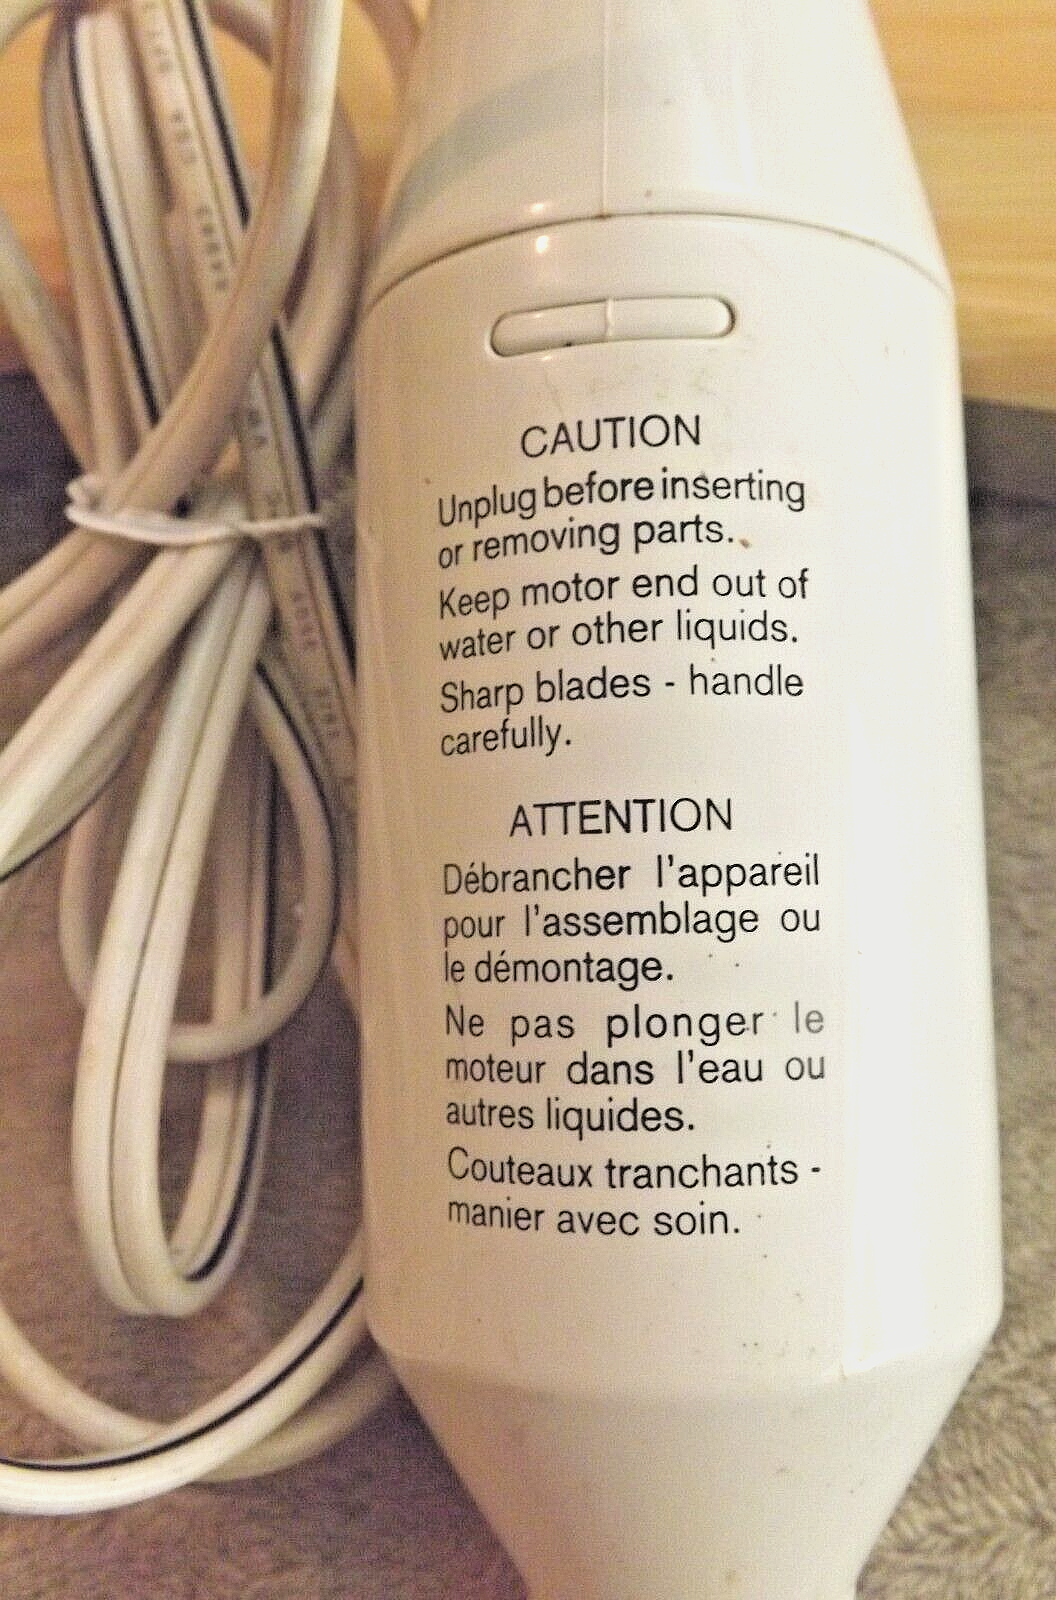 CAUTION
Unplug before inserting
or removing parts.
Keep motor end out of
water or other liquids.
Sharp blades - handle
carefully.
ATTENTION
Débrancher l'appareil
pour l'assemblage ou
le démontage.
Ne pas plonger le
moteur dans l'eau ou
autres liquides.
Couteaux tranchants -
manier avec soin.